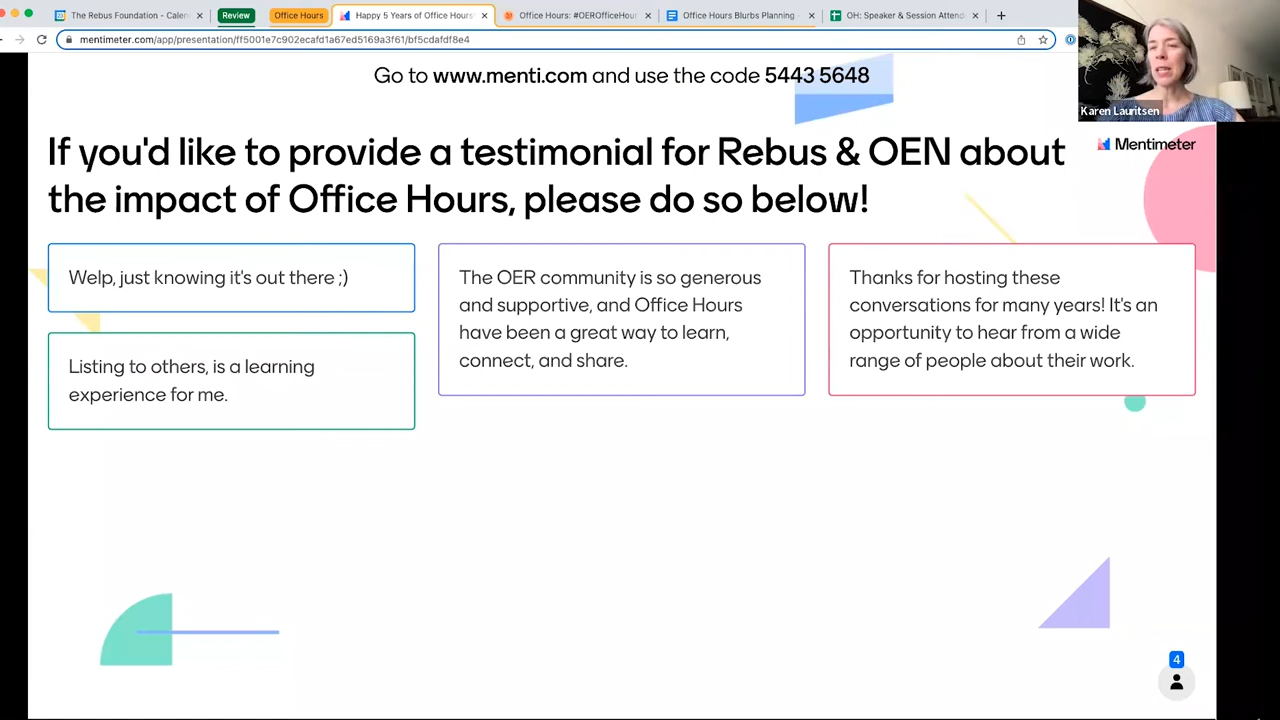 The Rebus Foundation - Calen
Review
Office Hours
Happy 5 Years of Office Hours
Office Hours: #OEROfficeHour
Office Hours Blurbs Planning -
OH: Speaker & Session Attend
mentimeter.com/app/presentation/ff5001e7c902ecafd1a67ed5169a3f61/bf5cdafdf8e4
Go to www.menti.com and use the code 5443 5648
Karen Lauritsen
Mentimeter
If you'd like to provide a testimonial for Rebus & OEN about
the impact of Office Hours, please do so below!
Welp, just knowing it's out there ;)
Listing to others, is a learning
experience for me.
The OER community is so generous
and supportive, and Office Hours
have been a great way to learn,
connect, and share.
Thanks for hosting these
conversations for many years! It's an
opportunity to hear from a wide
range of people about their work.
4